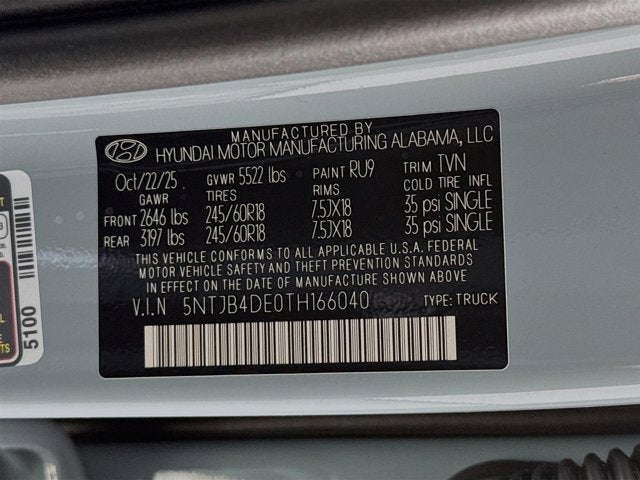 MANUFACTURED BY
HYUNDAI MOTOR MANUFACTURING ALABAMA, LLC
Oct/22/25 GVWR 5522 lbs PAINT RU9 TRIM TVN
GAWR TIRES RIMS COLD TIRE INFL
FRONT 2646 lbs 245/60R18 7.5JX18 35 psi SINGLE
REAR 3197 lbs 245/60R18 7.5JX18 35 psi SINGLE
THIS VEHICLE CONFORMS TO ALL APPLICABLE U.S.A. FEDERAL
MOTOR VEHICLE SAFETY AND THEFT PREVENTION STANDARDS
IN EFFECT ON THE DATE OF MANUFACTURE SHOWN ABOVE.
V.I.N 5NTJB4DE0TH166040 TYPE: TRUCK
5100